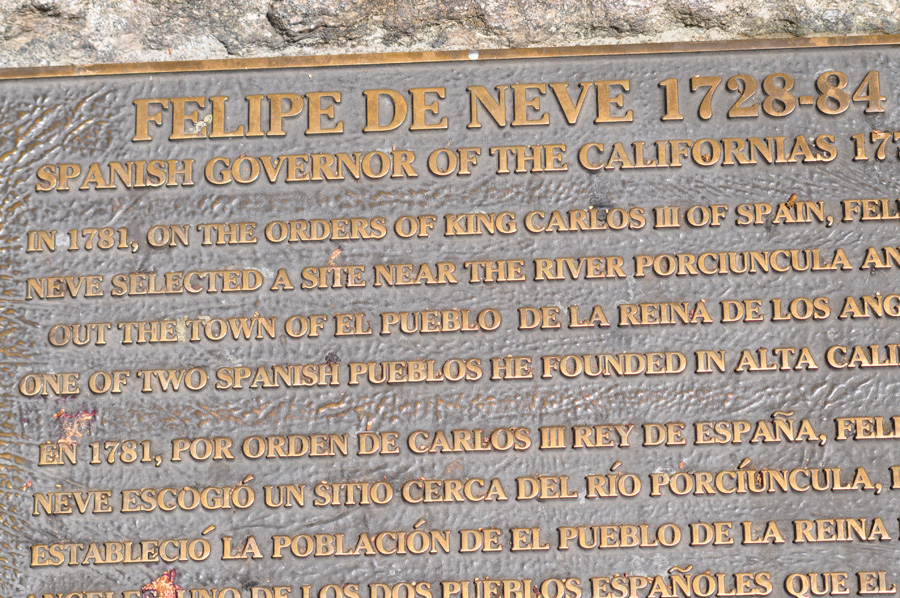 FELIPE DE NEVE 1728-84
SPANISH GOVERNOR OF THE CALIFORNIAS
IN 1781, ON THE ORDERS OF KING CARLOS III OF SPAIN,
NEVE SELECTED A SITE NEAR THE RIVER PORCIUNCULA
OUT THE TOWN OF EL PUEBLO DE LA REINA DE LOS
ONE OF TWO SPANISH PUEBLOS HE FOUNDED IN ALTA
EN 1781, POR ORDEN DE CARLOS III REY DE ESPAÑA,
NEVE ESCOGIÓ UN SITIO CERCA DEL RÍO PORCÍUNCULA,
ESTABLECIÓ LA POBLACIÓN DE EL PUEBLO DE LA REINA
UNO DE LOS DOS PUEBLOS ESPAÑOLES QUE EL